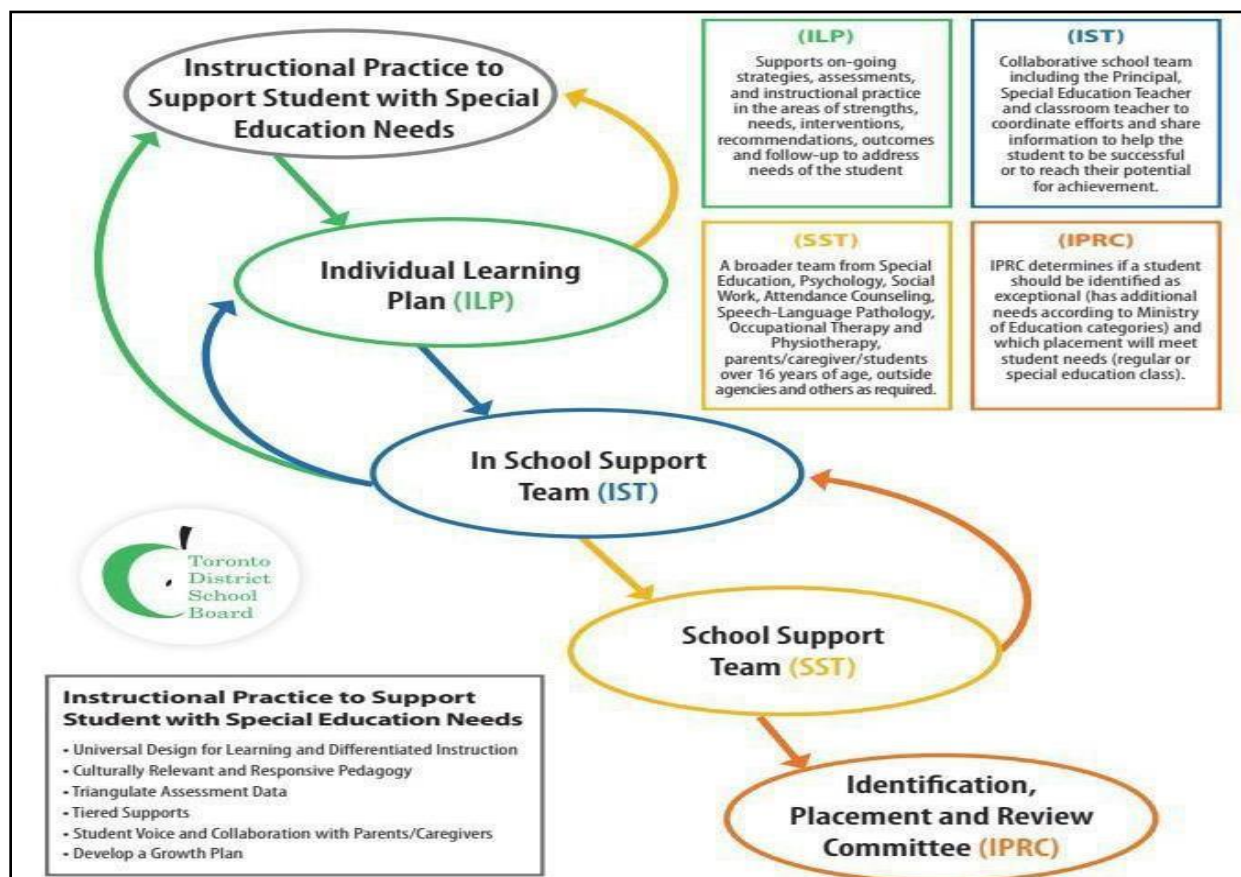 Instructional Practice to
Support Student with Special
Education Needs
(ILP)
Supports on-going
strategies, assessments,
and instructional practice
in the areas of strengths,
needs, interventions,
recommendations, outcomes
and follow-up to address
needs of the student
(IST)
Collaborative school team
including the Principal,
Special Education Teacher
and classroom teacher to
coordinate efforts and share
information to help the
student to be successful
or to reach their potential
for achievement.
Individual Learning
Plan (ILP)
(SST)
A broader team from Special
Education, Psychology, Social
Work, Attendance Counseling,
Speech-Language Pathology,
Occupational Therapy and
Physiotherapy,
parents/caregiver/students
over 16 years of age, outside
agencies and others as required.
(IPRC)
IPRC determines if a student
should be identified as
exceptional (has additional
needs according to Ministry
of Education categories) and
which placement will meet
student needs (regular or
special education class).
In School Support
Team (IST)
Toronto
District
School
Board
School Support
Team (SST)
Instructional Practice to Support
Student with Special Education Needs
- Universal Design for Learning and Differentiated Instruction
- Culturally Relevant and Responsive Pedagogy
- Triangulate Assessment Data
- Tiered Supports
- Student Voice and Collaboration with Parents/Caregivers
- Develop a Growth Plan
Identification,
Placement and Review
Committee (IPRC)